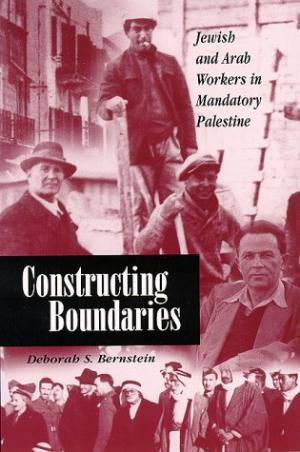 Jewish
and Arab
Workers in
Mandatory
Palestine
Constructing
Boundaries
Deborah S. Bernstein